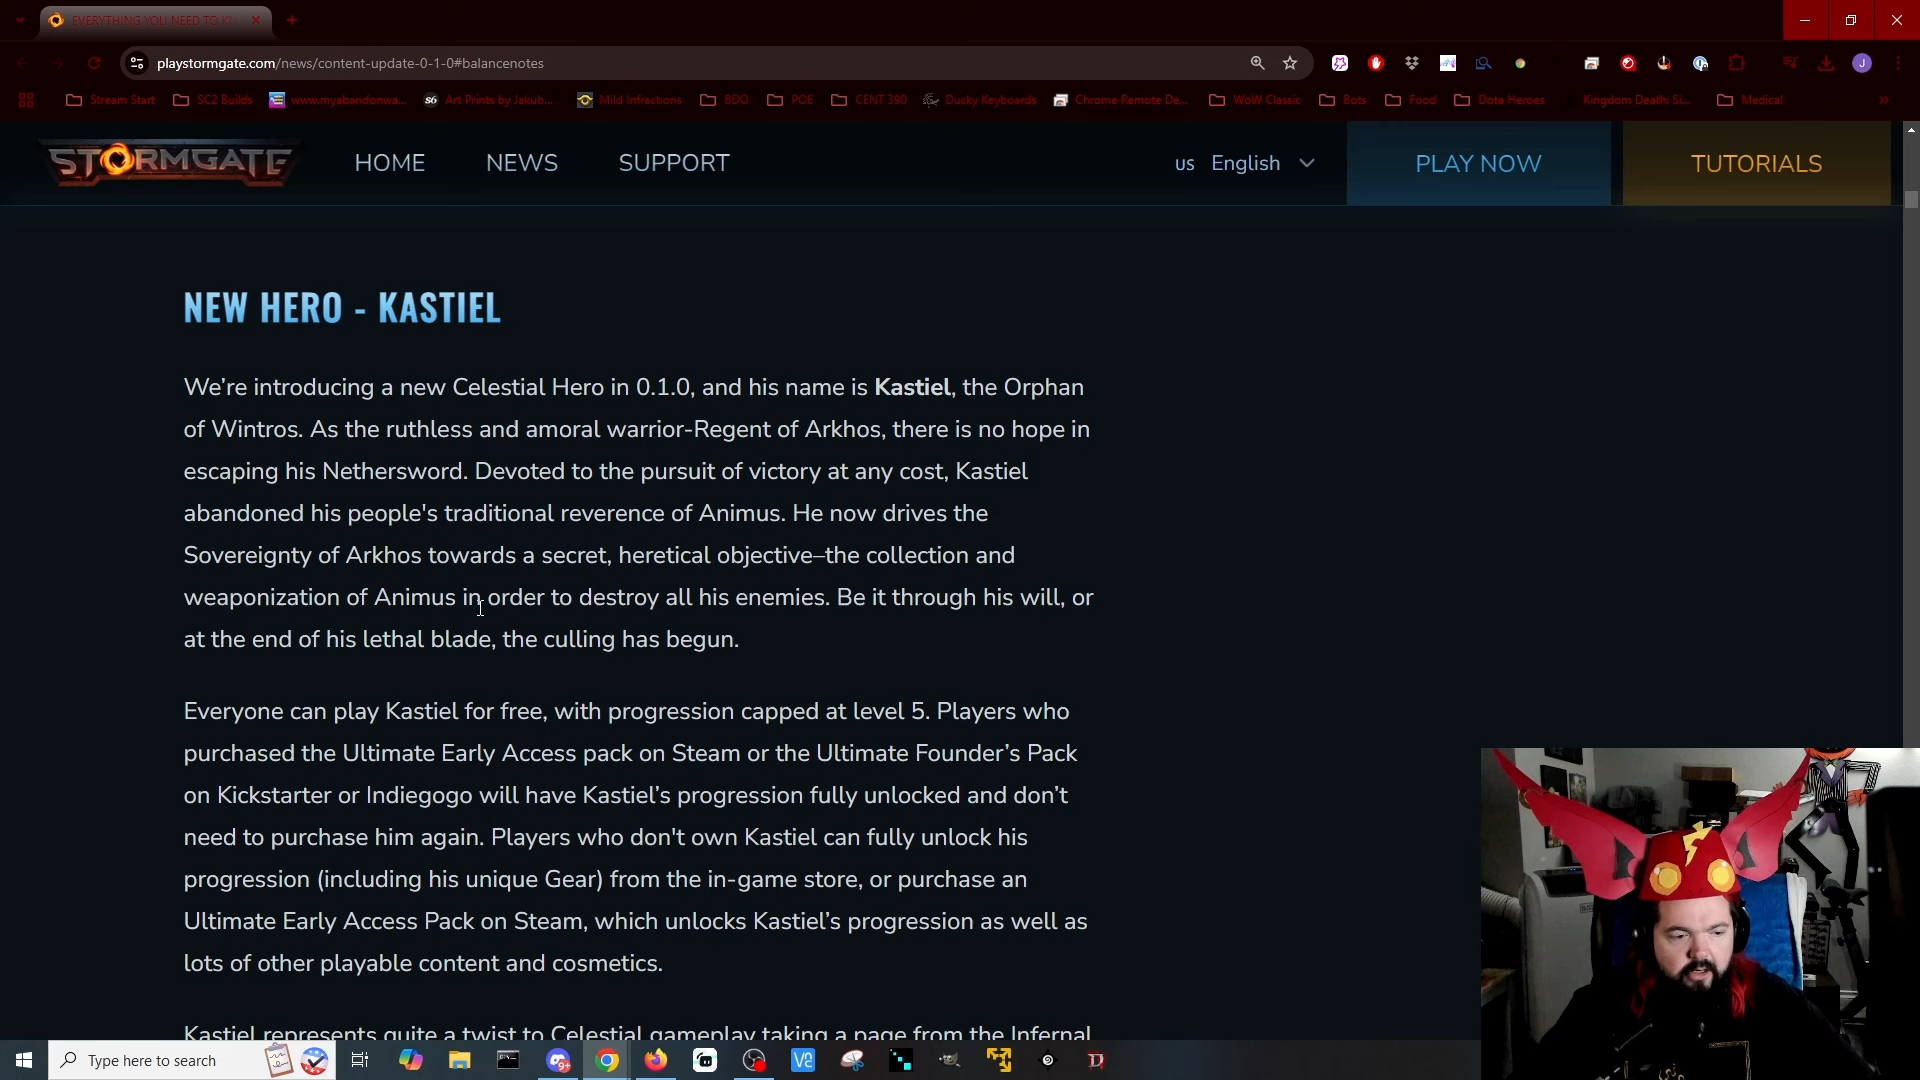 EVERYTHING YOU NEED TO K
playstormgate.com/news/content-update-0-1-0#balancenotes
Stream Start
SC2 Builds
www.myabandonwa...
Art Prints by Jakub...
Mild Infractions
BDO
POE
CENT 390
Ducky Keyboards
Chrome Remote De...
WoW Classic
Bots
Food
Dota Heroes
Kingdom Death: Si...
Medical
STORMGATE
HOME
NEWS
SUPPORT
us English
PLAY NOW
TUTORIALS
NEW HERO - KASTIEL
We’re introducing a new Celestial Hero in 0.1.0, and his name is Kastiel, the Orphan
of Wintros. As the ruthless and amoral warrior-Regent of Arkhos, there is no hope in
escaping his Nethersword. Devoted to the pursuit of victory at any cost, Kastiel
abandoned his people's traditional reverence of Animus. He now drives the
Sovereignty of Arkhos towards a secret, heretical objective–the collection and
weaponization of Animus in order to destroy all his enemies. Be it through his will, or
at the end of his lethal blade, the culling has begun.
Everyone can play Kastiel for free, with progression capped at level 5. Players who
purchased the Ultimate Early Access pack on Steam or the Ultimate Founder’s Pack
on Kickstarter or Indiegogo will have Kastiel’s progression fully unlocked and don’t
need to purchase him again. Players who don't own Kastiel can fully unlock his
progression (including his unique Gear) from the in-game store, or purchase an
Ultimate Early Access Pack on Steam, which unlocks Kastiel’s progression as well as
lots of other playable content and cosmetics.
Kastiel represents quite a twist to Celestial gameplay taking a page from the Infernal
Type here to search